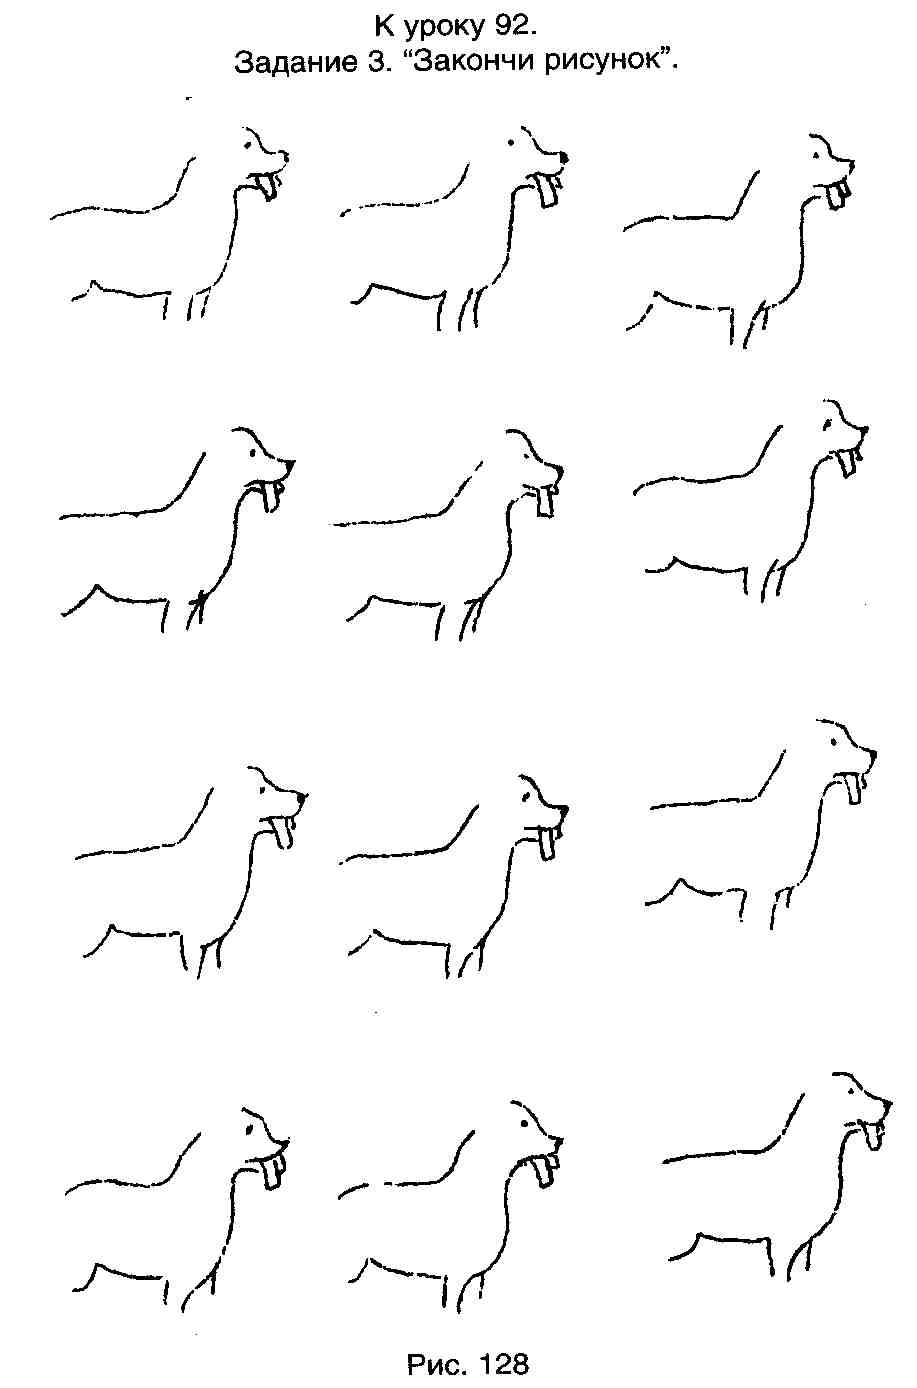 К уроку 92.
Задание 3. “Закончи рисунок”.
Рис. 128